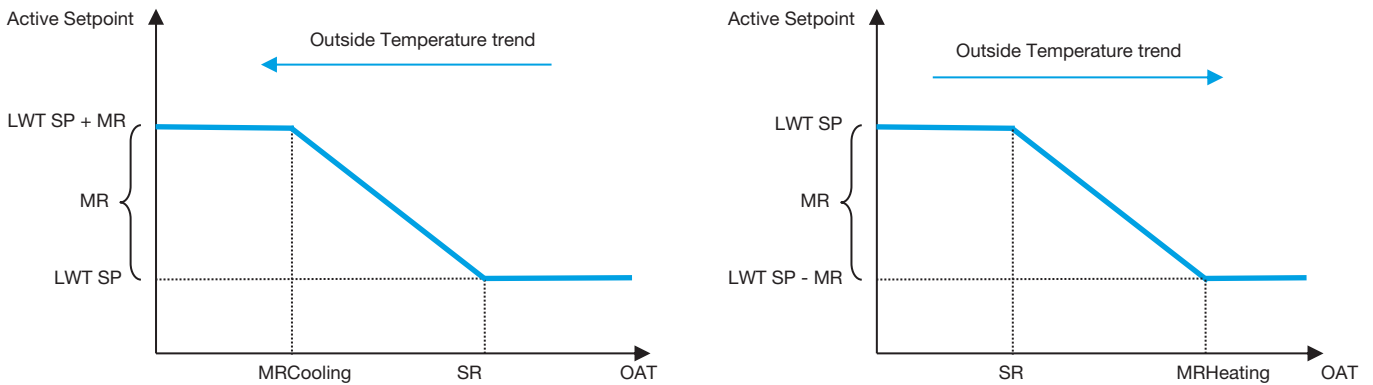 Active Setpoint
Outside Temperature trend
LWT SP + MR
MR
LWT SP
MRCooling
SR
OAT
Active Setpoint
Outside Temperature trend
LWT SP
MR
LWT SP - MR
SR
MRHeating
OAT